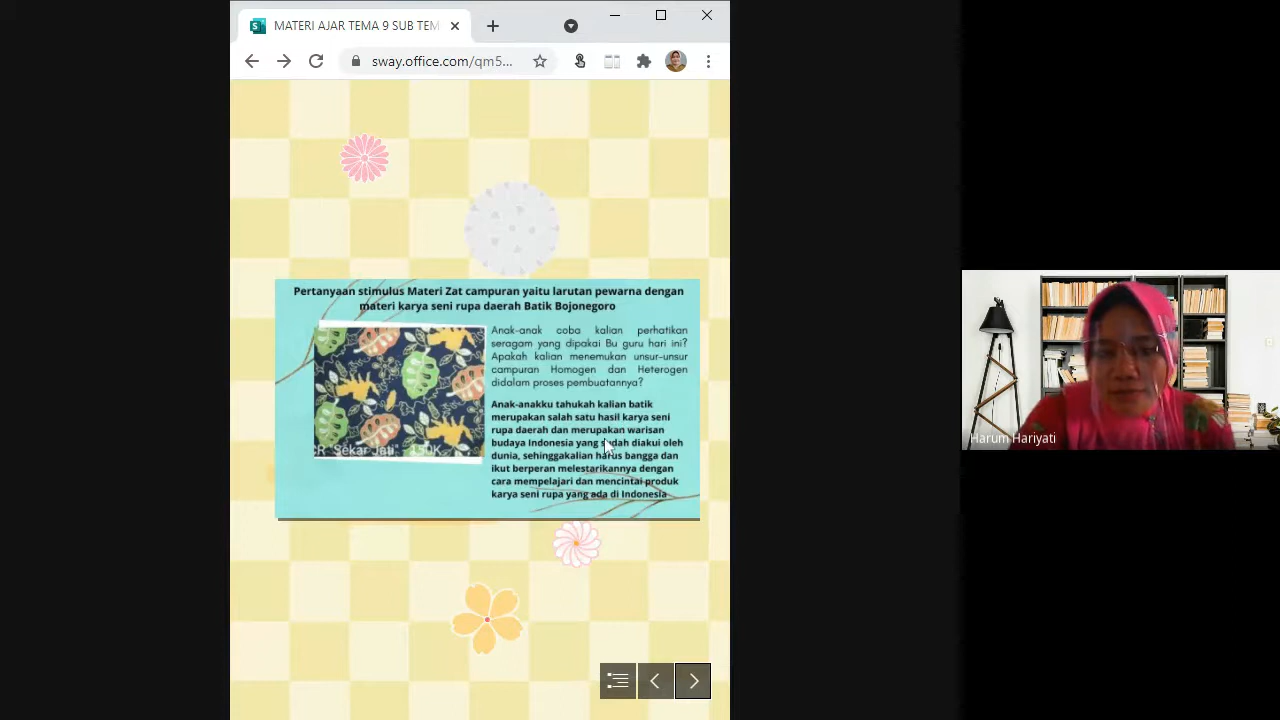 MATERI AJAR TEMA 9 SUB TEM
sway.office.com/qm5...
Pertanyaan stimulus Materi Zat campuran yaitu larutan pewarna dengan
materi karya seni rupa daerah Batik Bojonegoro
Anak-anak coba kalian perhatikan
seragam yang dipakai Bu guru hari ini?
Apakah kalian menemukan unsur-unsur
campuran Homogen dan Heterogen
didalam proses pembuatannya?
Anak-anakku tahukah kalian batik
merupakan salah satu hasil karya seni
rupa daerah dan merupakan warisan
budaya Indonesia yang sudah diakui oleh
dunia, sehinggakalian harus bangga dan
ikut berperan melestarikannya dengan
cara mempelajari dan mencintai produk
karya seni rupa yang ada di Indonesia
CR "Sekar Jati" 130K
Harum Hariyati